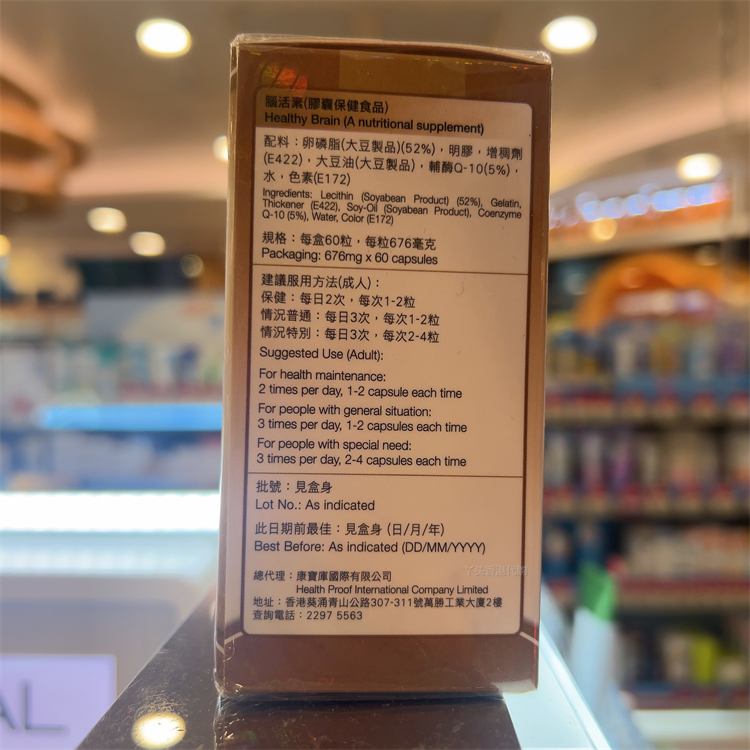 腦活素(膠囊保健食品)
Healthy Brain (A nutritional supplement)
配料：卵磷脂(大豆製品)(52%)，明膠，增稠劑
(E422)，大豆油(大豆製品)，輔酶Q-10(5%)，
水，色素(E172)
Ingredients: Lecithin (Soyabean Product) (52%), Gelatin,
Thickener (E422), Soy-Oil (Soyabean Product), Coenzyme
Q-10 (5%), Water, Color (E172)
規格：每盒60粒，每粒676毫克
Packaging: 676mg x 60 capsules
建議服用方法(成人)：
保健：每日2次，每次1-2粒
情況普通：每日3次，每次1-2粒
情況特別：每日3次，每次2-4粒
Suggested Use (Adult):
For health maintenance:
2 times per day, 1-2 capsule each time
For people with general situation:
3 times per day, 1-2 capsules each time
For people with special need:
3 times per day, 2-4 capsules each time
批號：見盒身
Lot No.: As indicated
此日期前最佳：見盒身 (日/月/年)
Best Before: As indicated (DD/MM/YYYY)
總代理：康寶庫國際有限公司
Health Proof International Company Limited
地址：香港葵涌青山公路307-311號萬勝工業大廈2樓
查詢電話：2297 5563
AL